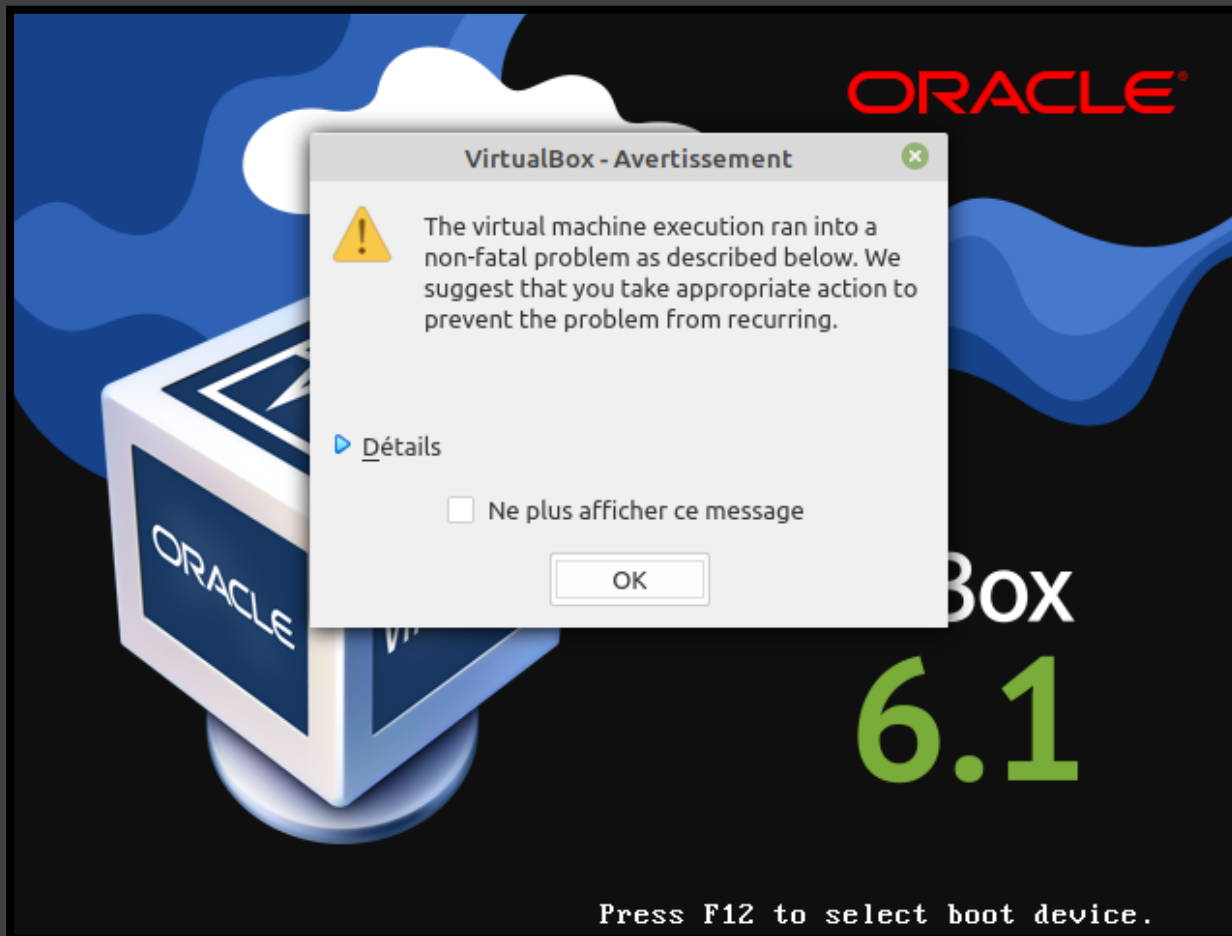 ORACLE®
VirtualBox - Avertissement
The virtual machine execution ran into a
non-fatal problem as described below. We
suggest that you take appropriate action to
prevent the problem from recurring.
Détails
Ne plus afficher ce message
OK
ORACLE
Box
6.1
Press F12 to select boot device.